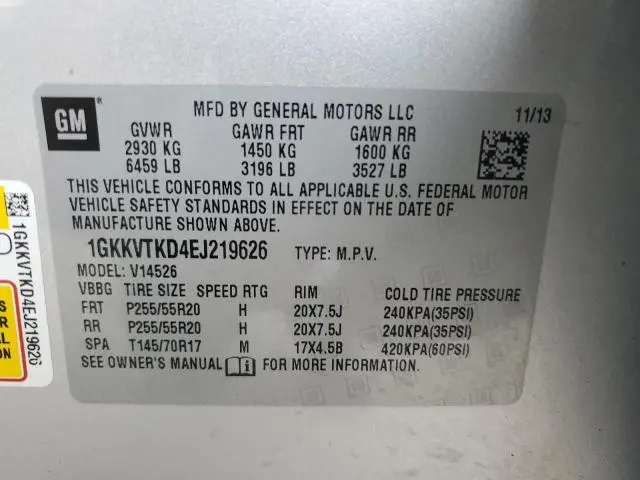 GM
MFD BY GENERAL MOTORS LLC 11/13
GVWR GAWR FRT GAWR RR
2930 KG 1450 KG 1600 KG
6459 LB 3196 LB 3527 LB
THIS VEHICLE CONFORMS TO ALL APPLICABLE U.S. FEDERAL MOTOR
VEHICLE SAFETY STANDARDS IN EFFECT ON THE DATE OF
MANUFACTURE SHOWN ABOVE.
1GKKVTKD4EJ219626 TYPE: M.P.V.
MODEL: V14526
VBBG TIRE SIZE SPEED RTG RIM COLD TIRE PRESSURE
FRT P255/55R20 H 20X7.5J 240KPA(35PSI)
RR P255/55R20 H 20X7.5J 240KPA(35PSI)
SPA T145/70R17 M 17X4.5B 420KPA(60PSI)
SEE OWNER'S MANUAL FOR MORE INFORMATION.
1GKKVTKD4EJ219626